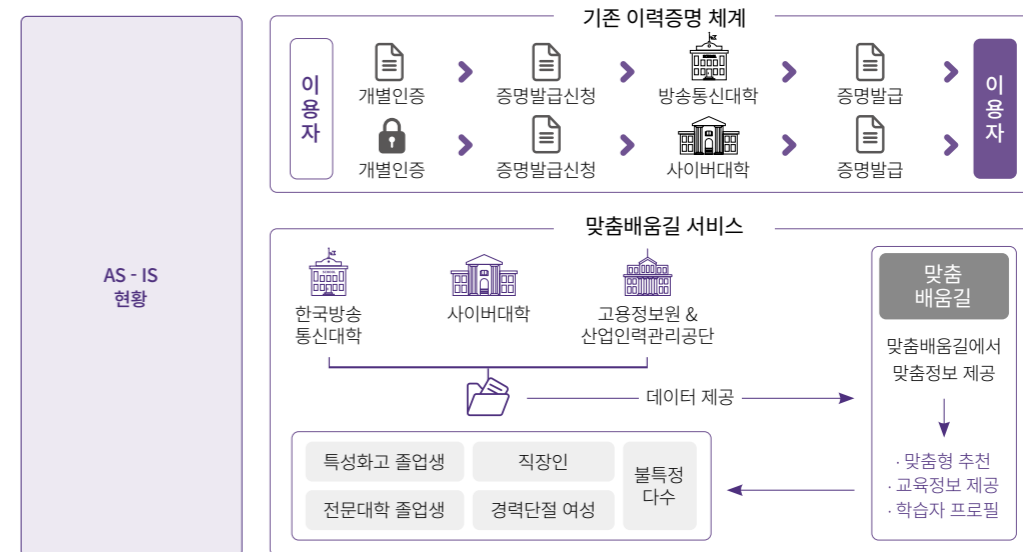 AS - IS
현황
기존 이력증명 체계
이용자
개별인증
증명발급신청
방송통신대학
증명발급
이용자
개별인증
증명발급신청
사이버대학
증명발급
맞춤배움길 서비스
한국방송
통신대학
사이버대학
고용정보원 &
산업인력관리공단
데이터 제공
맞춤
배움길
맞춤배움길에서
맞춤정보 제공
· 맞춤형 추천
· 교육정보 제공
· 학습자 프로필
특성화고 졸업생
직장인
전문대학 졸업생
경력단절 여성
불특정
다수